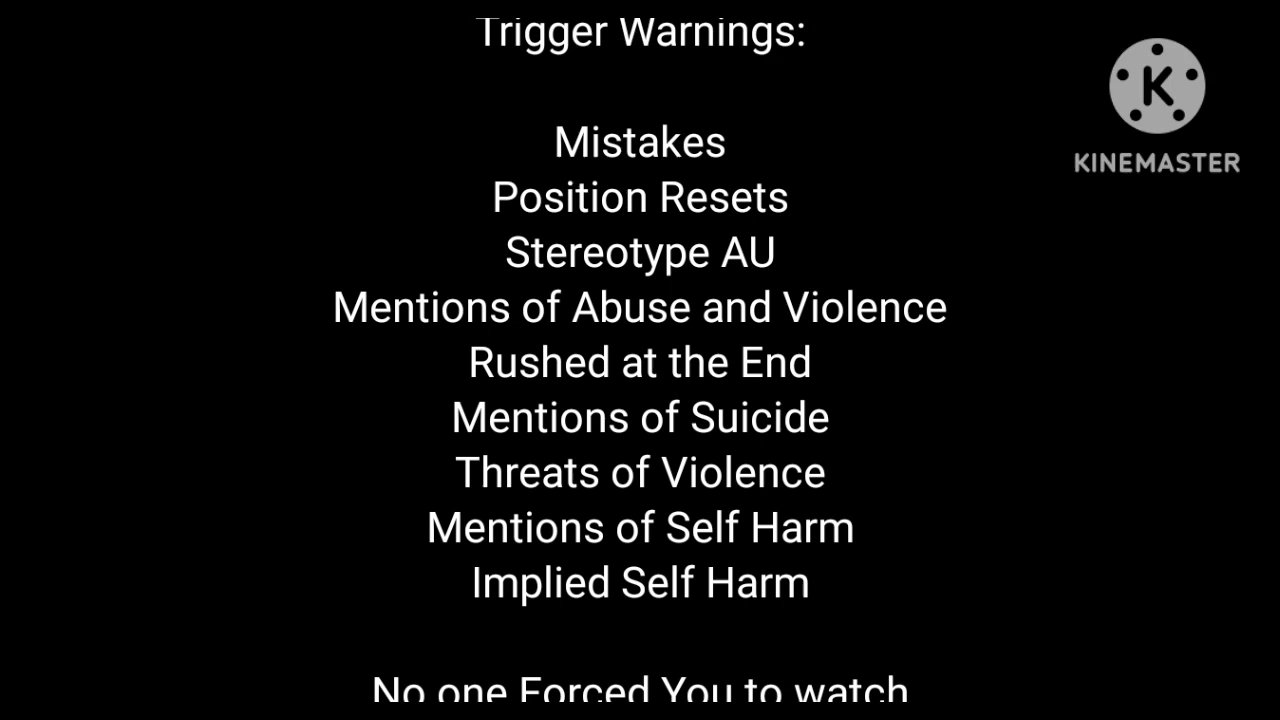 Trigger Warnings:
K
KINEMASTER
Mistakes
Position Resets
Stereotype AU
Mentions of Abuse and Violence
Rushed at the End
Mentions of Suicide
Threats of Violence
Mentions of Self Harm
Implied Self Harm
No one Forced You to watch